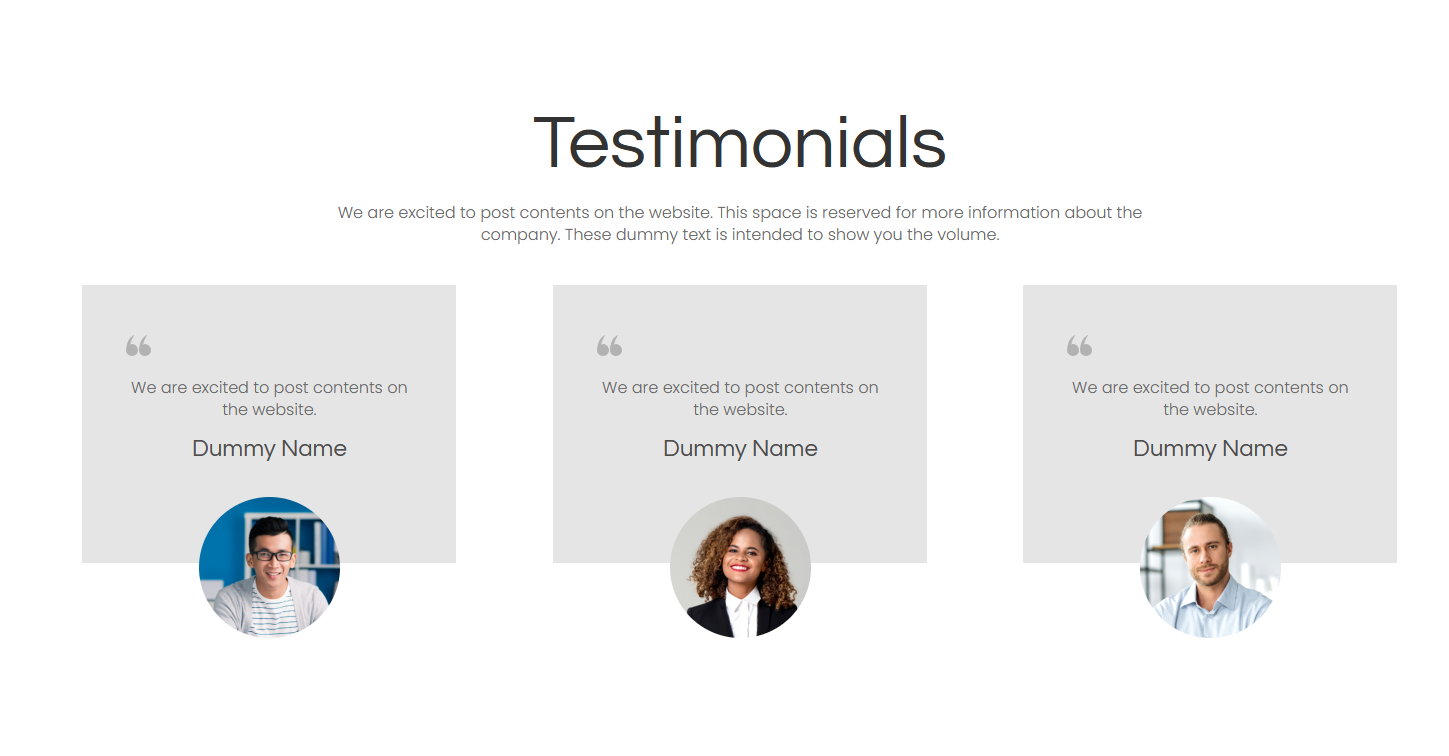 Testimonials
We are excited to post contents on the website. This space is reserved for more information about the
company. These dummy text is intended to show you the volume.
❝
We are excited to post contents on
the website.
Dummy Name
❝
We are excited to post contents on
the website.
Dummy Name
❝
We are excited to post contents on
the website.
Dummy Name